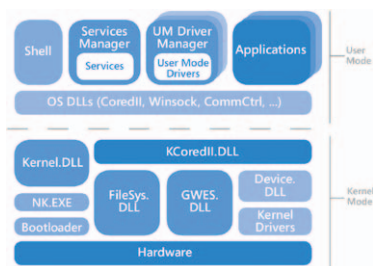 Shell
Services
Manager
Services
UM Driver
Manager
User Mode
Drivers
Applications
User
Mode
OS DLLs (CoreDll, Winsock, CommCtrl, ...)
Kernel.DLL
KCoreDll.DLL
NK.EXE
FileSys.
DLL
GWES.
DLL
Device.
DLL
Kernel
Mode
Bootloader
Kernel
Drivers
Hardware